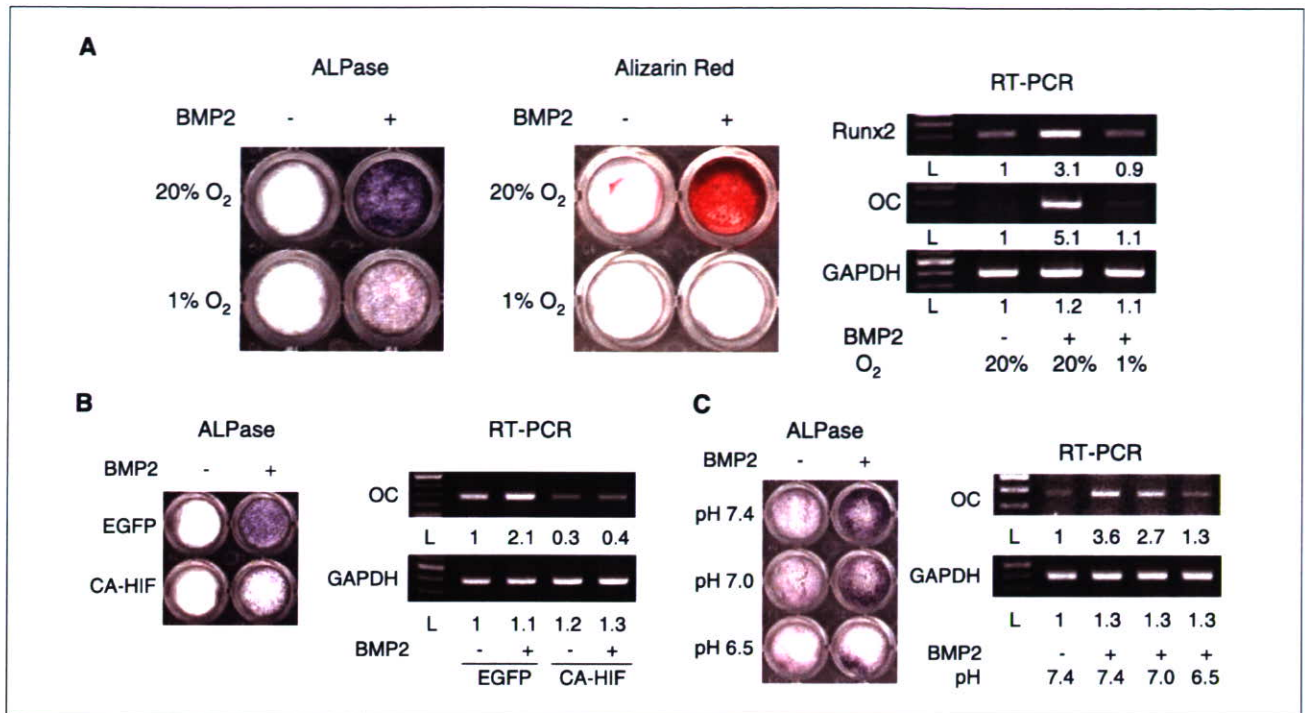 A
ALPase
BMP2 - +
20% O2
1% O2
Alizarin Red
BMP2 - +
20% O2
1% O2
RT-PCR
Runx2
L 1 3.1 0.9
OC
L 1 5.1 1.1
GAPDH
L 1 1.2 1.1
BMP2 - + +
O2 20% 20% 1%
B
ALPase
BMP2 - +
EGFP
CA-HIF
RT-PCR
OC
L 1 2.1 0.3 0.4
GAPDH
L 1 1.1 1.2 1.3
BMP2 - + - +
EGFP CA-HIF
C
ALPase
BMP2 - +
pH 7.4
pH 7.0
pH 6.5
RT-PCR
OC
L 1 3.6 2.7 1.3
GAPDH
L 1 1.3 1.3 1.3
BMP2 - + + +
pH 7.4 7.4 7.0 6.5